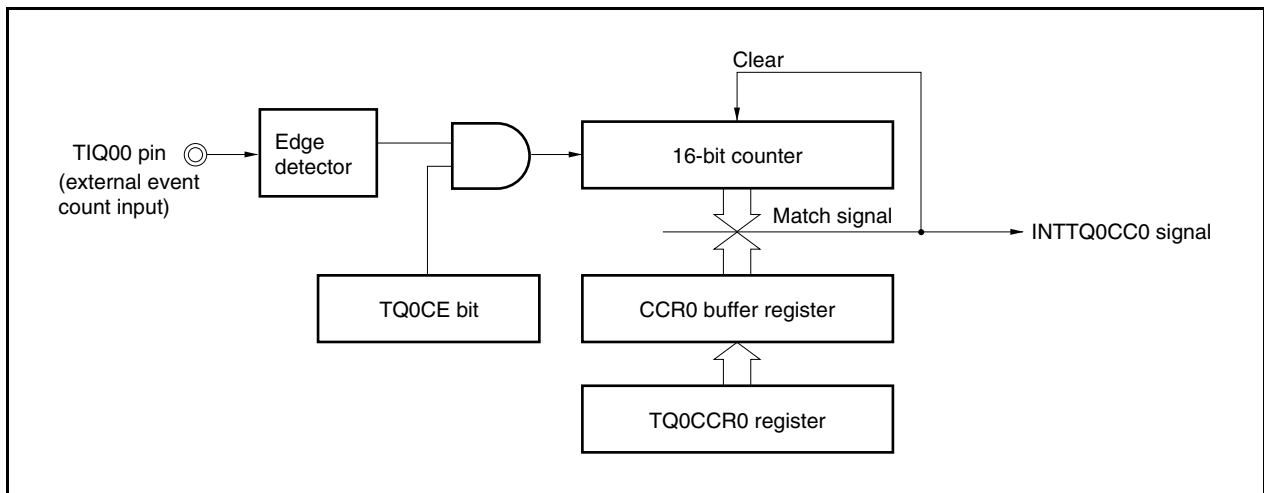 Clear
TIQ00 pin
(external event
count input)
Edge
detector
16-bit counter
Match signal
INTTQ0CC0 signal
TQ0CE bit
CCR0 buffer register
TQ0CCR0 register